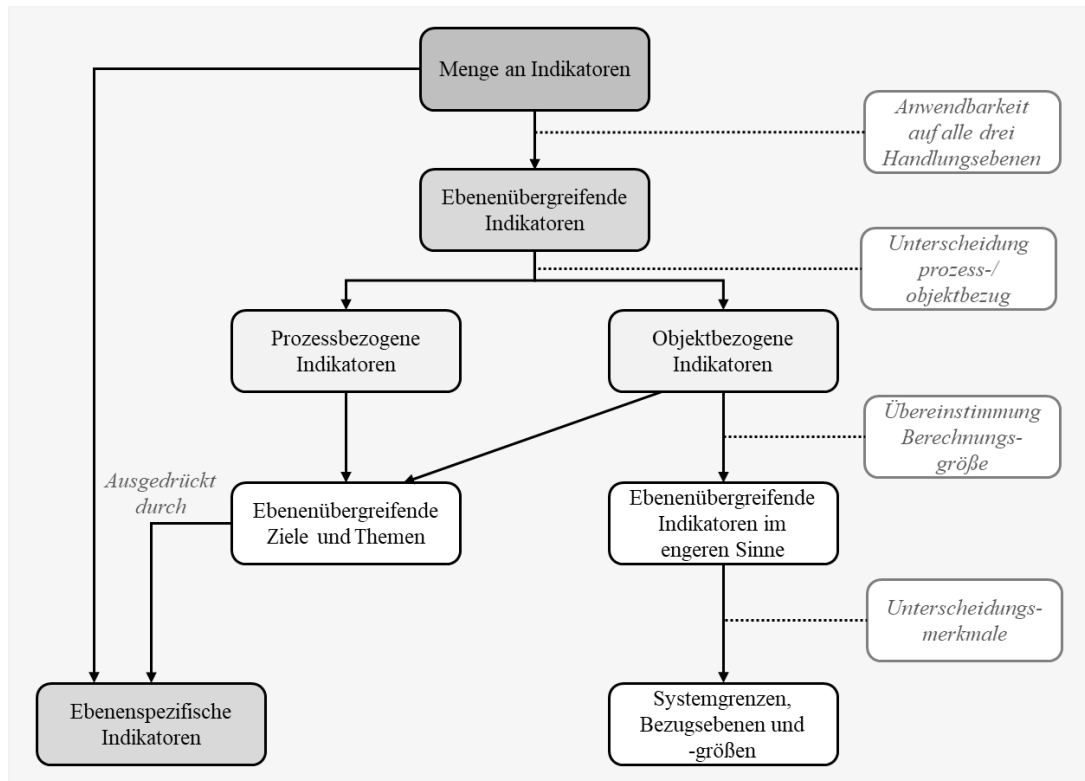 Menge an Indikatoren
Anwendbarkeit
auf alle drei
Handlungsebenen
Ebenenübergreifende
Indikatoren
Unterscheidung
prozess-/
objektbezug
Prozessbezogene
Indikatoren
Objektbezogene
Indikatoren
Übereinstimmung
Berechnungs-
größe
Ausgedrückt
durch
Ebenenübergreifende
Ziele und Themen
Ebenenübergreifende
Indikatoren im
engeren Sinne
Unterscheidungs-
merkmale
Ebenenspezifische
Indikatoren
Systemgrenzen,
Bezugsebenen und
-größen